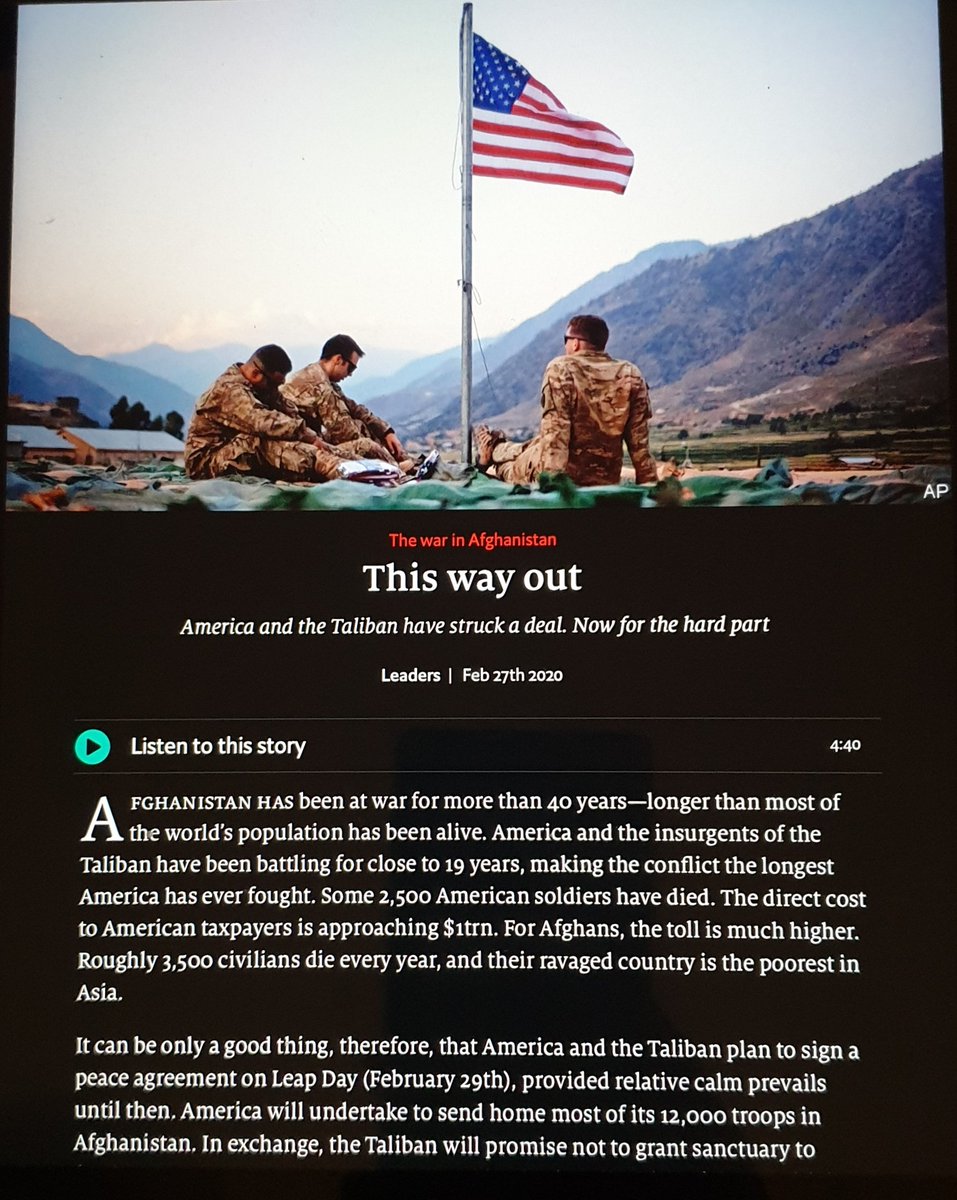 AP
The war in Afghanistan
This way out
America and the Taliban have struck a deal. Now for the hard part
Leaders | Feb 27th 2020
Listen to this story 4:40
AFGHANISTAN HAS been at war for more than 40 years—longer than most of
the world's population has been alive. America and the insurgents of the
Taliban have been battling for close to 19 years, making the conflict the longest
America has ever fought. Some 2,500 American soldiers have died. The direct cost
to American taxpayers is approaching $1trn. For Afghans, the toll is much higher.
Roughly 3,500 civilians die every year, and their ravaged country is the poorest in
Asia.
It can be only a good thing, therefore, that America and the Taliban plan to sign a
peace agreement on Leap Day (February 29th), provided relative calm prevails
until then. America will undertake to send home most of its 12,000 troops in
Afghanistan. In exchange, the Taliban will promise not to grant sanctuary to